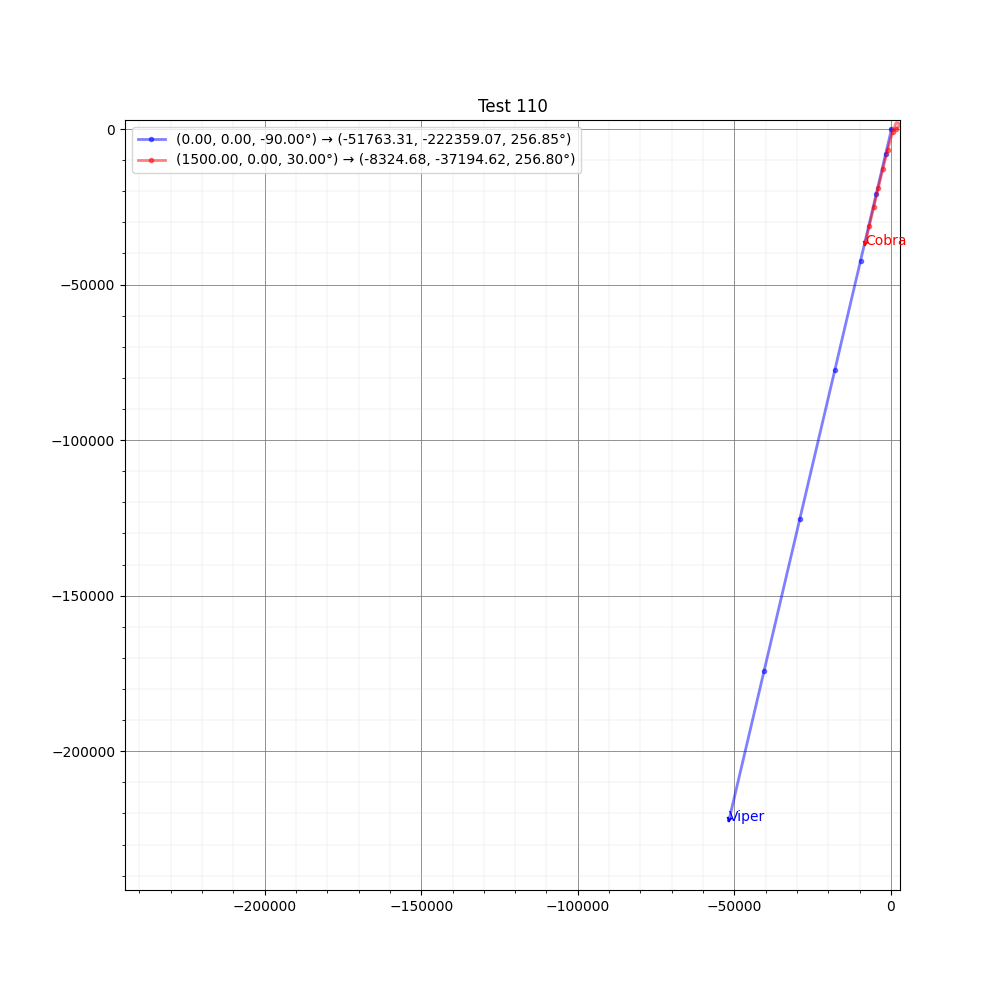 Test 110
(0.00, 0.00, -90.00°) → (-51763.31, -222359.07, 256.85°)
(1500.00, 0.00, 30.00°) → (-8324.68, -37194.62, 256.80°)
0
Cobra
−50000
−100000
−150000
−200000
Viper
−200000 −150000 −100000 −50000 0